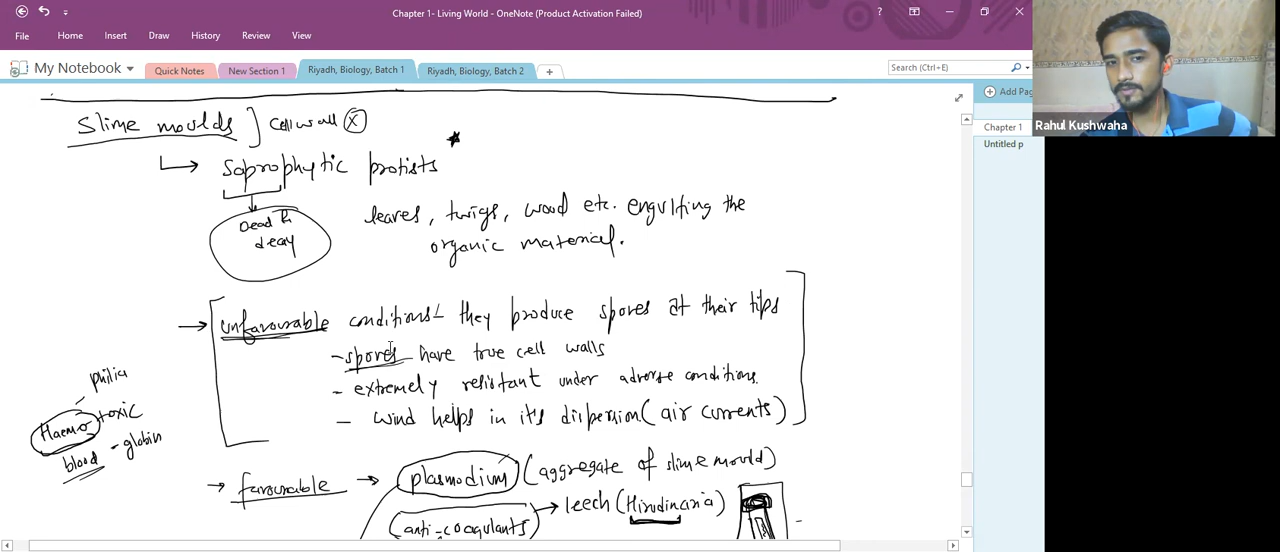 Chapter 1- Living World - OneNote (Product Activation Failed)
?
File Home Insert Draw History Review View
My Notebook
Quick Notes
New Section 1
Riyadh, Biology, Batch 1
Riyadh, Biology, Batch 2
Search (Ctrl+E)
Add Pag
Chapter 1
Untitled p
Rahul Kushwaha
Slime moulds ] Cell wall X
→ Saprophytic protists
Dead &
decay
leaves, twigs, wood etc. engulfing the
organic material.
→ unfavourable conditions - they produce spores at their tips
- spores have true cell walls
- extremely resistant under adverse conditions.
- wind helps in it's dispersion (air currents)
philia
Haemo toxic
- globin
blood
→ favourable → plasmodium (aggregate of slime mould)
anti-coagulants → leech (Hirudinaria)